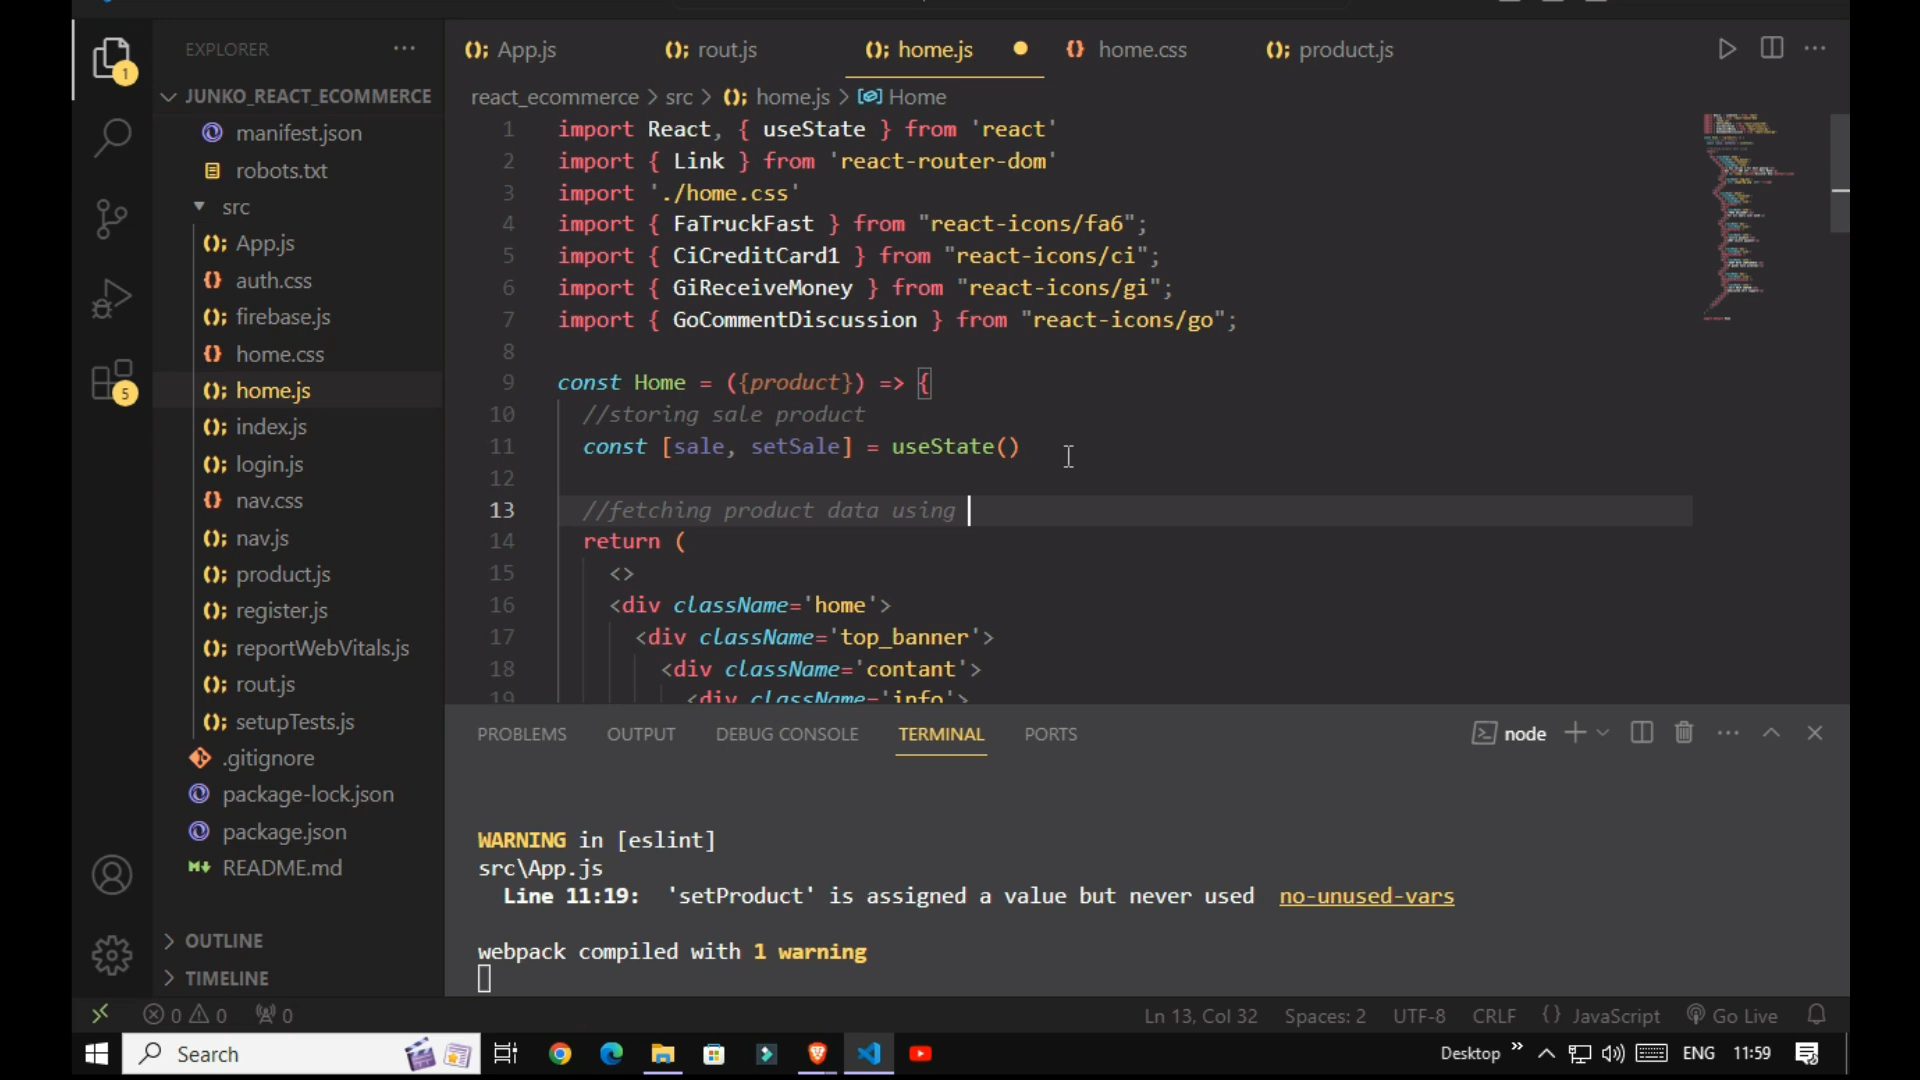 EXPLORER
App.js
rout.js
home.js
home.css
product.js
JUNKO_REACT_ECOMMERCE
react_ecommerce > src > home.js > Home
manifest.json
robots.txt
src
App.js
auth.css
firebase.js
home.css
home.js
index.js
login.js
nav.css
nav.js
product.js
register.js
reportWebVitals.js
rout.js
setupTests.js
.gitignore
package-lock.json
package.json
README.md
OUTLINE
TIMELINE
1
5
1 import React, { useState } from 'react'
2 import { Link } from 'react-router-dom'
3 import './home.css'
4 import { FaTruckFast } from "react-icons/fa6";
5 import { CiCreditCard1 } from "react-icons/ci";
6 import { GiReceiveMoney } from "react-icons/gi";
7 import { GoCommentDiscussion } from "react-icons/go";
8
9 const Home = ({product}) => {
10 //storing sale product
11 const [sale, setSale] = useState()
12
13 //fetching product data using
14 return (
15 <>
16 <div className='home'>
17 <div className='top_banner'>
18 <div className='contant'>
19 <div className='info'>
PROBLEMS
OUTPUT
DEBUG CONSOLE
TERMINAL
PORTS
node
WARNING in [eslint]
src\App.js
Line 11:19: 'setProduct' is assigned a value but never used no-unused-vars
webpack compiled with 1 warning
0 0 0
Ln 13, Col 32
Spaces: 2
UTF-8
CRLF
{} JavaScript
Go Live
Search
Desktop
ENG
11:59